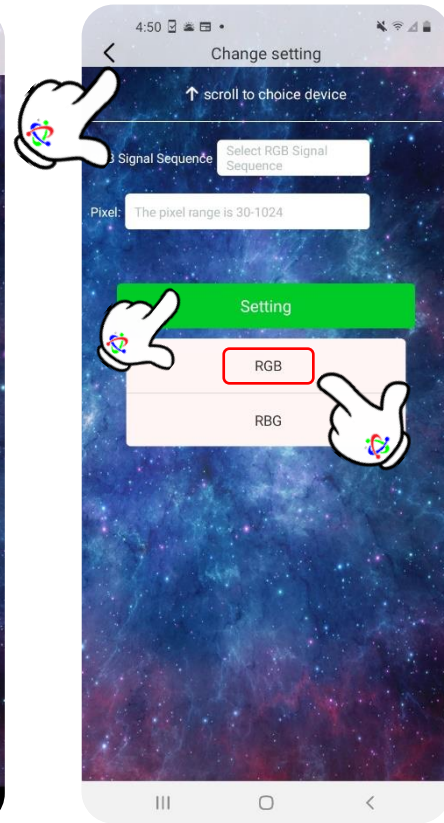 4:50
Change setting
↑ scroll to choice device
Signal Sequence
Select RGB Signal
Sequence
Pixel:
The pixel range is 30-1024
Setting
RGB
RBG